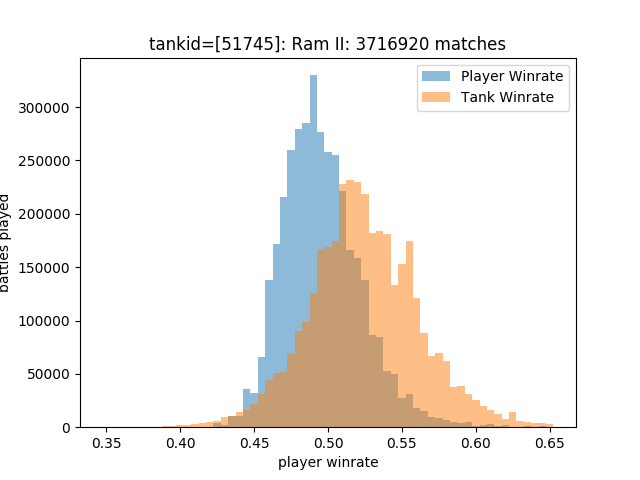 tankid=[51745]: Ram II: 3716920 matches
Player Winrate
Tank Winrate
battles played
300000
250000
200000
150000
100000
50000
0
0.35 0.40 0.45 0.50 0.55 0.60 0.65
player winrate